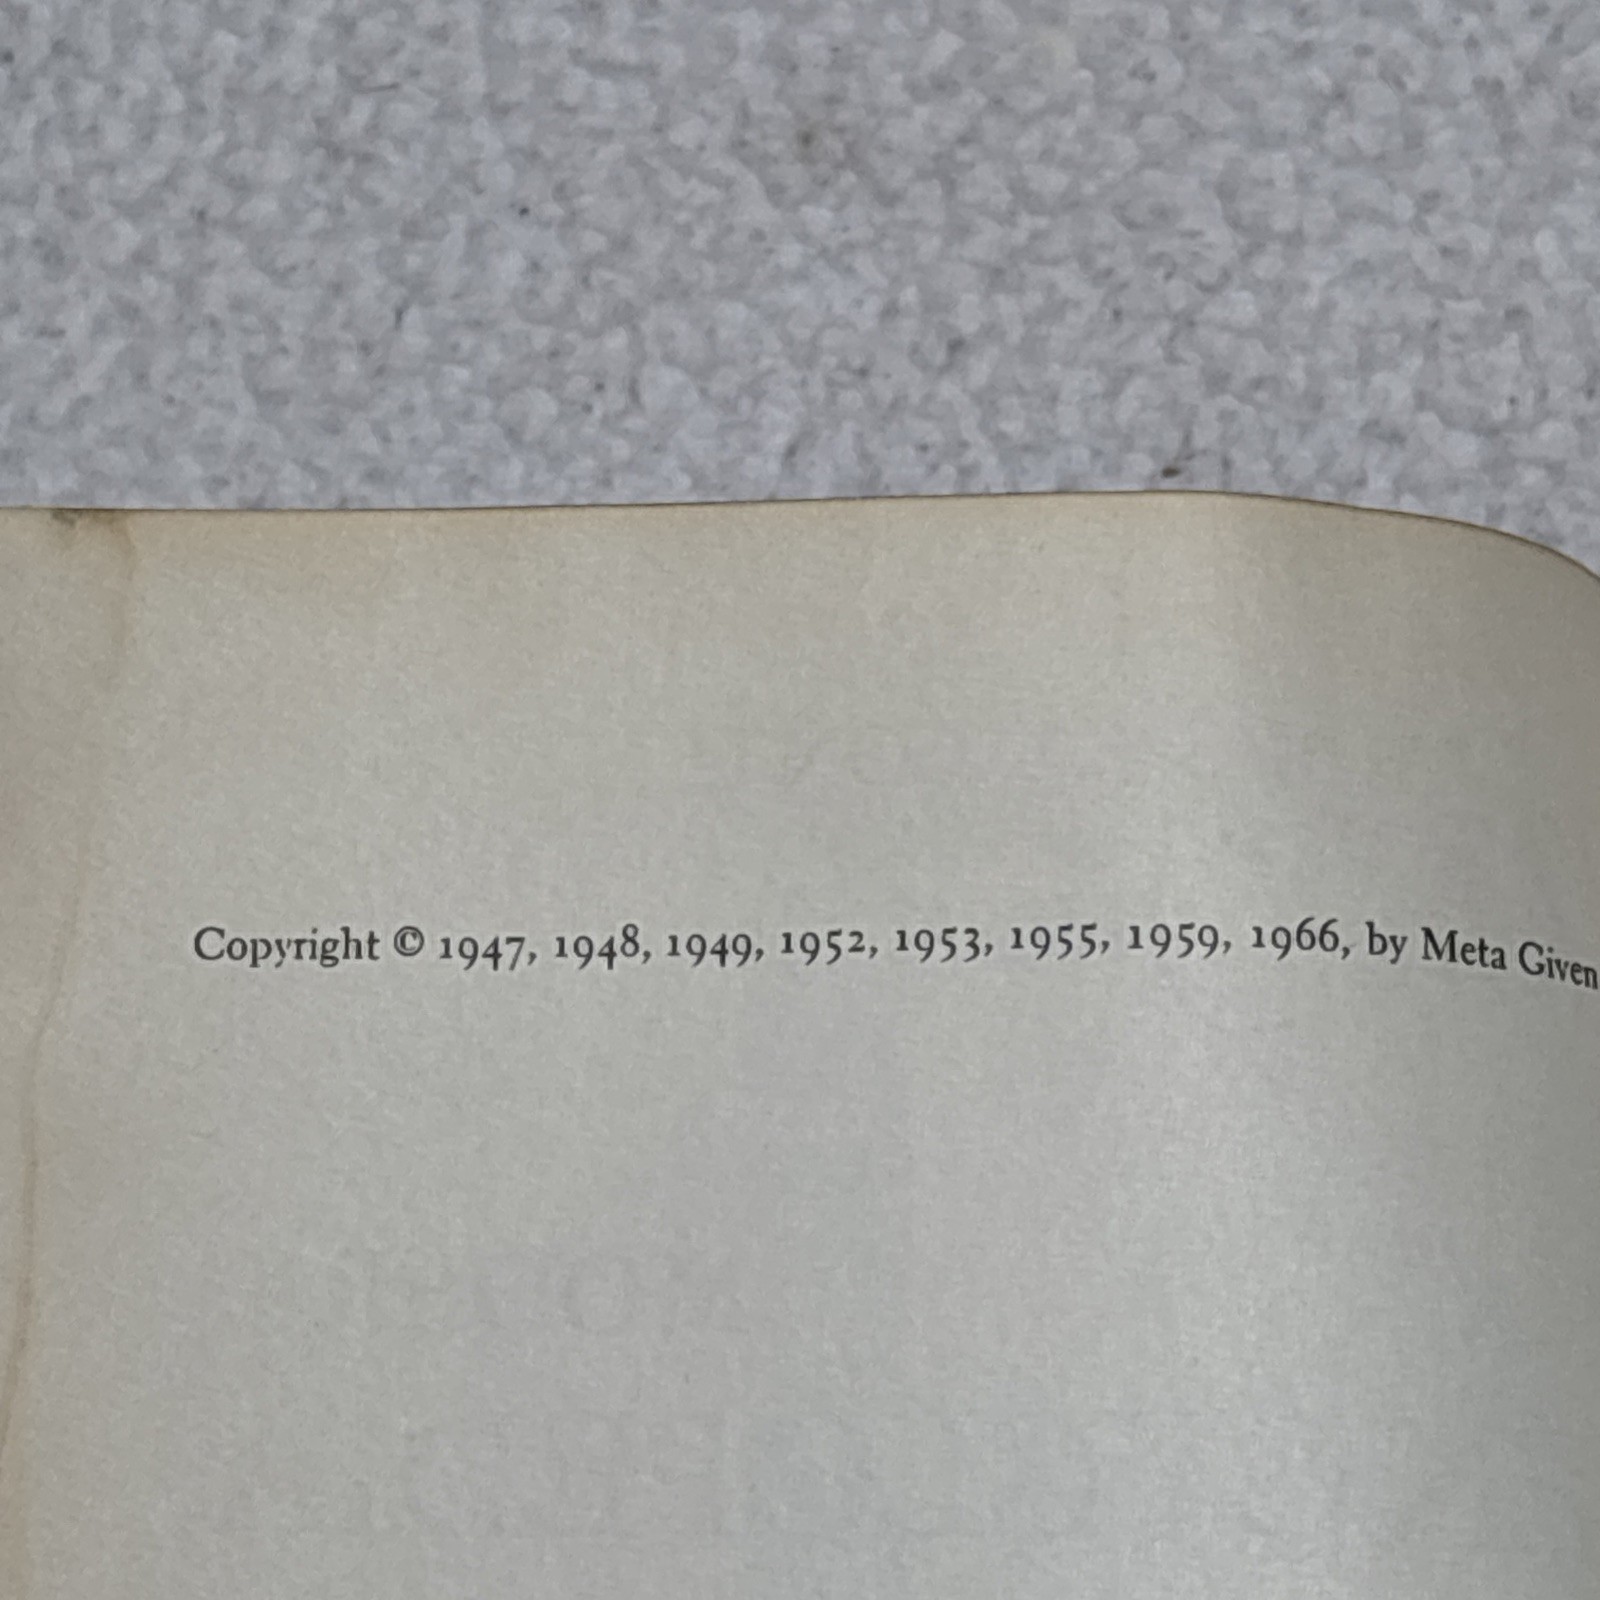 Copyright © 1947, 1948, 1949, 1952, 1953, 1955, 1959, 1966, by Meta Given